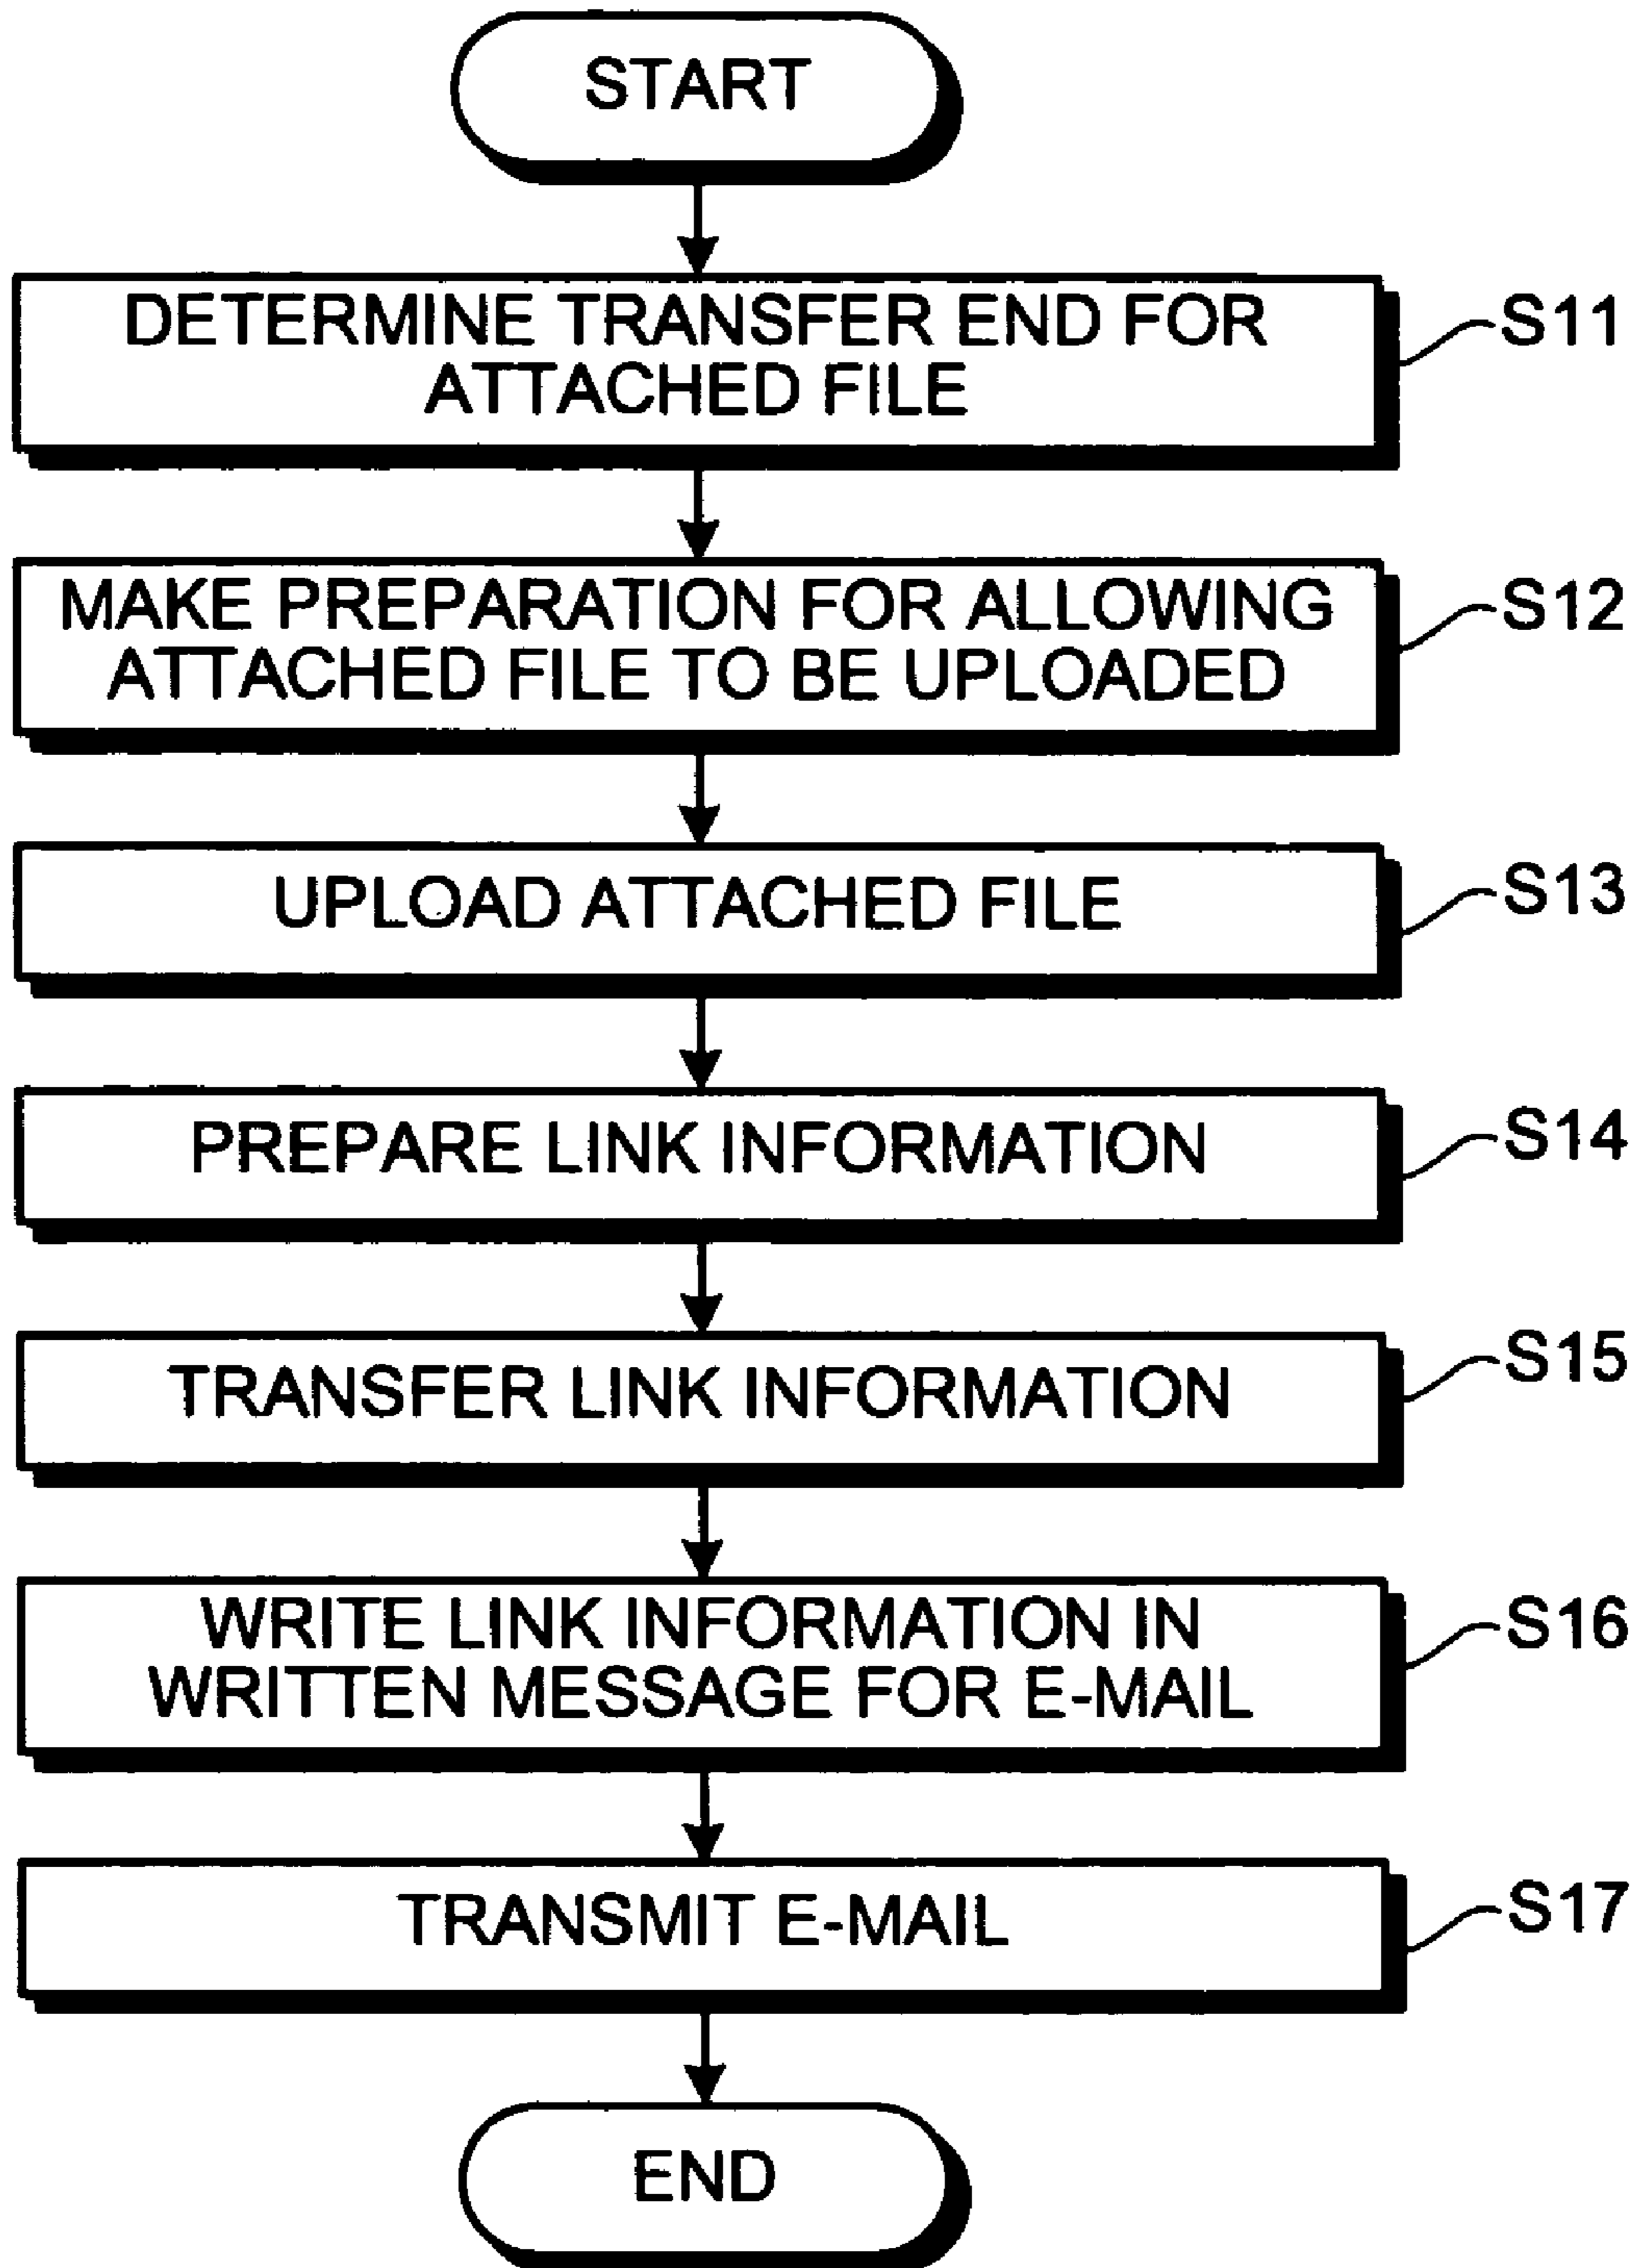 START
DETERMINE TRANSFER END FOR
ATTACHED FILE
S11
MAKE PREPARATION FOR ALLOWING
ATTACHED FILE TO BE UPLOADED
S12
UPLOAD ATTACHED FILE
S13
PREPARE LINK INFORMATION
S14
TRANSFER LINK INFORMATION
S15
WRITE LINK INFORMATION IN
WRITTEN MESSAGE FOR E-MAIL
S16
TRANSMIT E-MAIL
S17
END